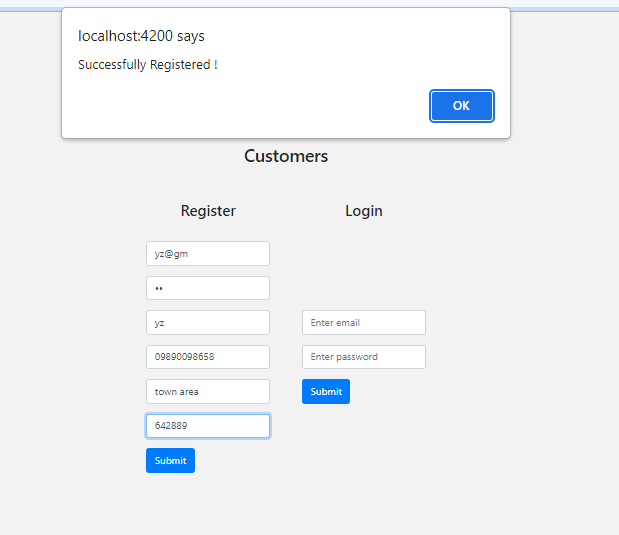 localhost:4200 says
Successfully Registered !
OK
Customers
Register
Login
yz@gm
••
yz
Enter email
09890098658
Enter password
town area
Submit
642889
Submit